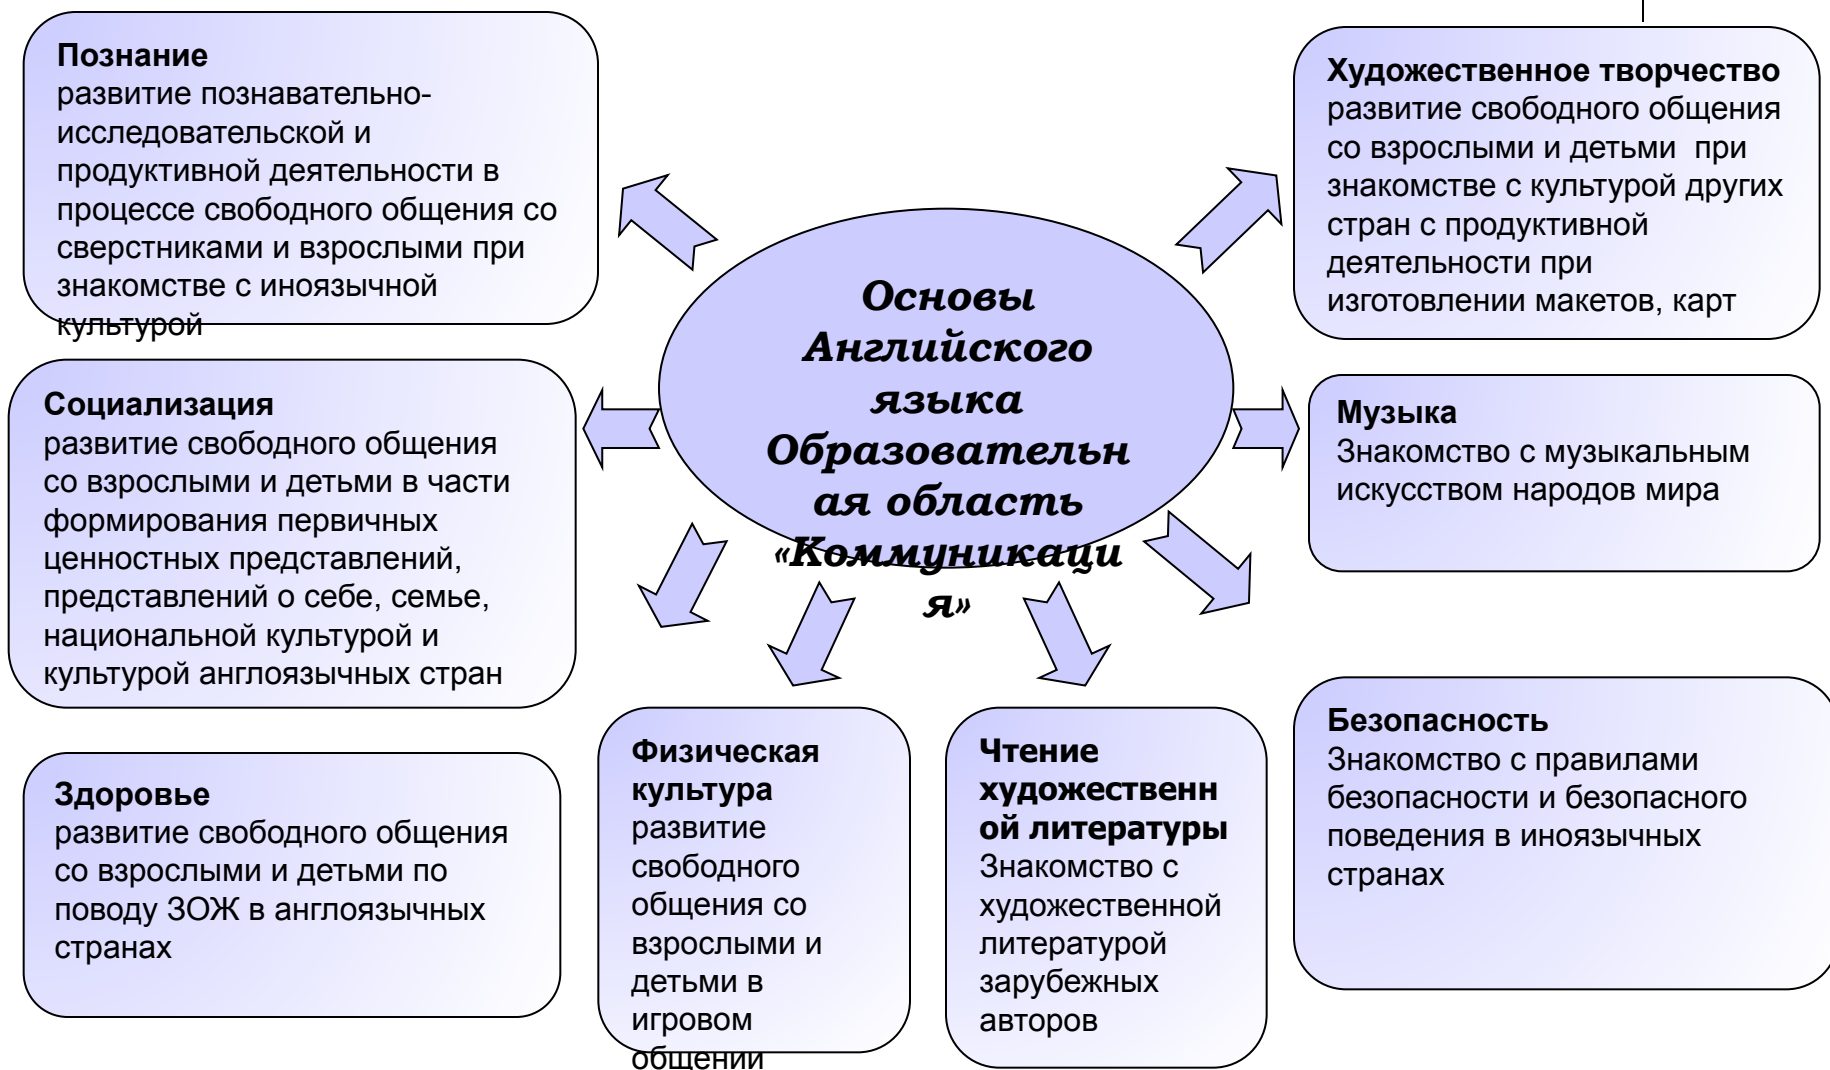 Познание
развитие познавательно-
исследовательской и
продуктивной деятельности в
процессе свободного общения со
сверстниками и взрослыми при
знакомстве с иноязычной
культурой
Художественное творчество
развитие свободного общения
со взрослыми и детьми при
знакомстве с культурой других
стран с продуктивной
деятельности при
изготовлении макетов, карт
Основы
Английского
языка
Образовательн
ая область
«Коммуникаци
я»
Социализация
развитие свободного общения
со взрослыми и детьми в части
формирования первичных
ценностных представлений,
представлений о себе, семье,
национальной культурой и
культурой англоязычных стран
Музыка
Знакомство с музыкальным
искусством народов мира
Здоровье
развитие свободного общения
со взрослыми и детьми по
поводу ЗОЖ в англоязычных
странах
Физическая
культура
развитие
свободного
общения со
взрослыми и
детьми в
игровом
общении
Чтение
художественн
ой литературы
Знакомство с
художественной
литературой
зарубежных
авторов
Безопасность
Знакомство с правилами
безопасности и безопасного
поведения в иноязычных
странах